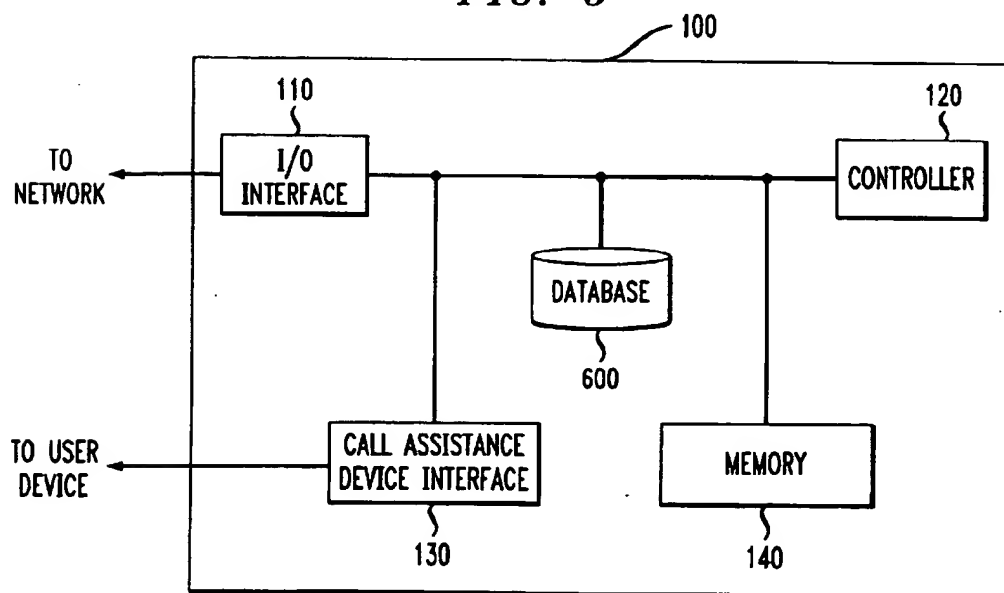 100
110
120
I/O
INTERFACE
CONTROLLER
TO
NETWORK
DATABASE
600
TO USER
DEVICE
CALL ASSISTANCE
DEVICE INTERFACE
MEMORY
130
140